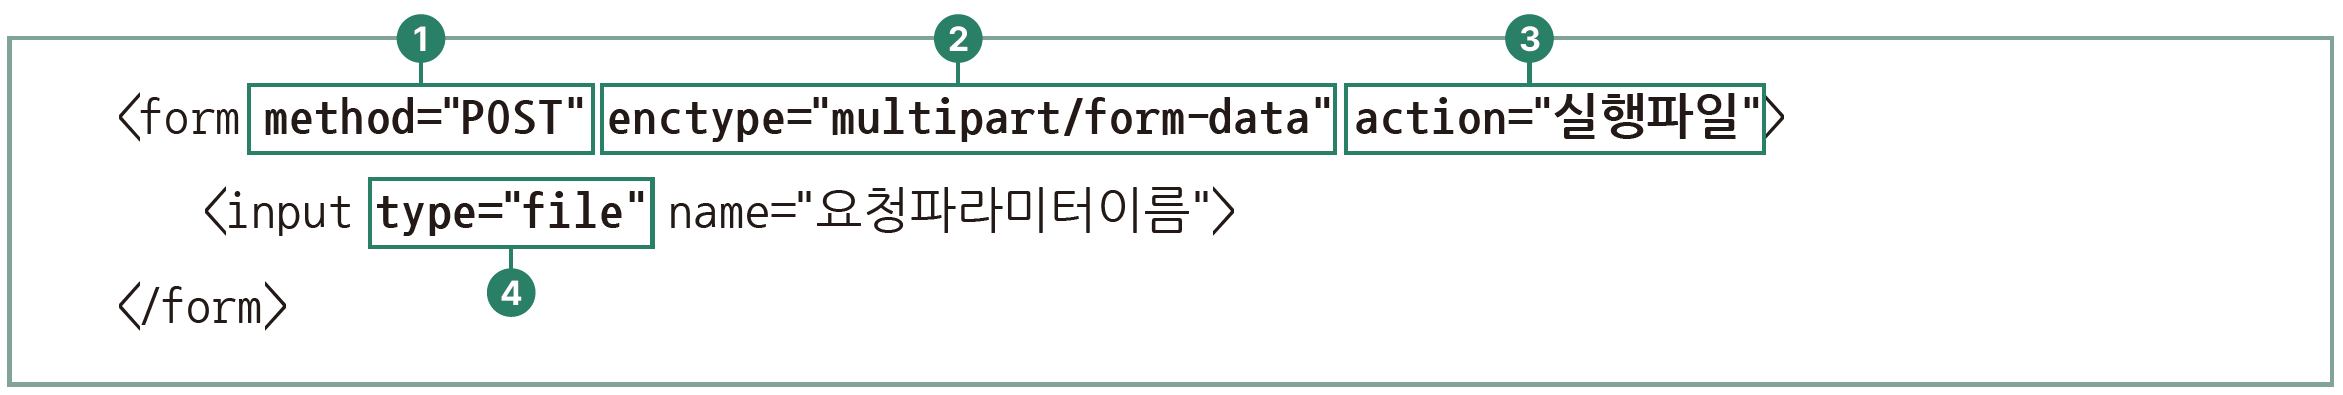 1 2 3
<form method="POST" enctype="multipart/form-data" action="실행파일">
<input type="file" name="요청파라미터이름">
4
</form>